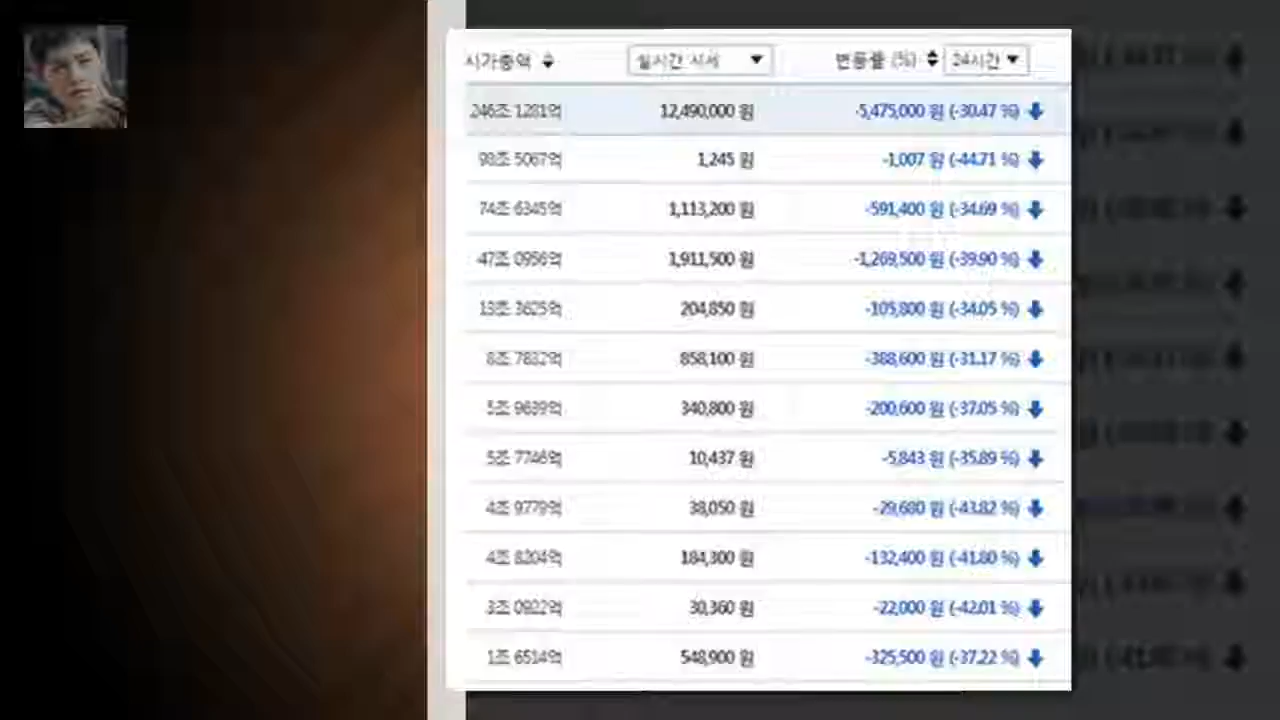 시가총액 실시간 시세 변동률 (%) 24시간
246조 1281억 12,490,000 원 -5,475,000 원 (-30.47 %)
5067억 1,245 원 -1,007 원 (-44.71 %)
74조 6345억 1,113,200 원 -591,400 원 (-34.69 %)
47조 0956억 1,911,500 원 -1,269,500 원 (-39.90 %)
3625억 204,850 원 -105,800 원 (-34.05 %)
8조 7832억 858,100 원 -388,600 원 (-31.17 %)
5조 9639억 340,800 원 -200,600 원 (-37.05 %)
5조 7746억 10,437 원 -5,843 원 (-35.89 %)
4조 9779억 38,050 원 -29,680 원 (-43.82 %)
4조 8204억 184,300 원 -132,400 원 (-41.80 %)
3조 0922억 30,360 원 -22,000 원 (-42.01 %)
1조 6514억 548,900 원 -325,500 원 (-37.22 %)